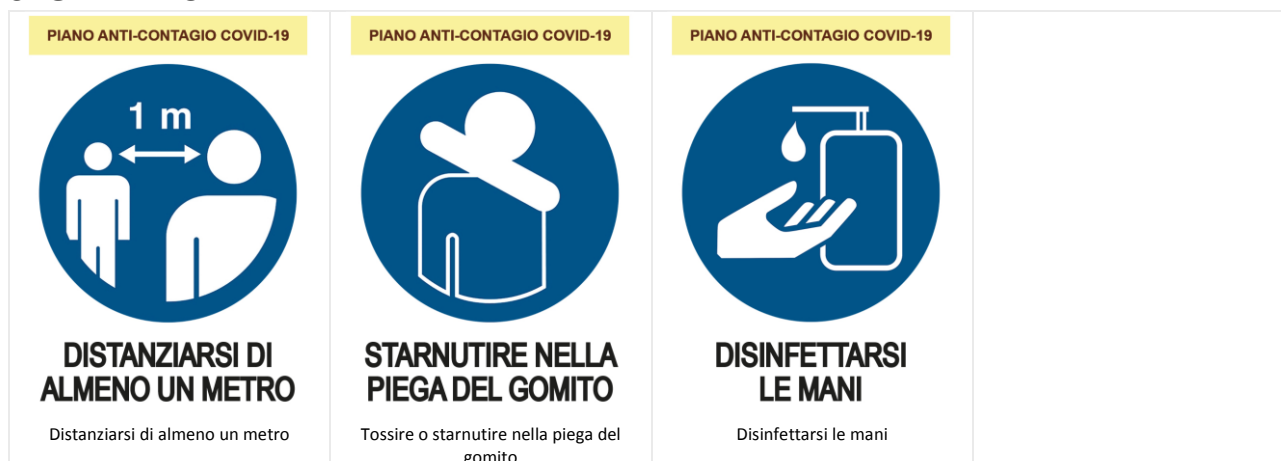 PIANO ANTI-CONTAGIO COVID-19
1 m
DISTANZIARSI DI
ALMENO UN METRO
Distanziarsi di almeno un metro
PIANO ANTI-CONTAGIO COVID-19
STARNUTIRE NELLA
PIEGA DEL GOMITO
Tossire o starnutire nella piega del
gomito
PIANO ANTI-CONTAGIO COVID-19
DISINFETTARSI
LE MANI
Disinfettarsi le mani